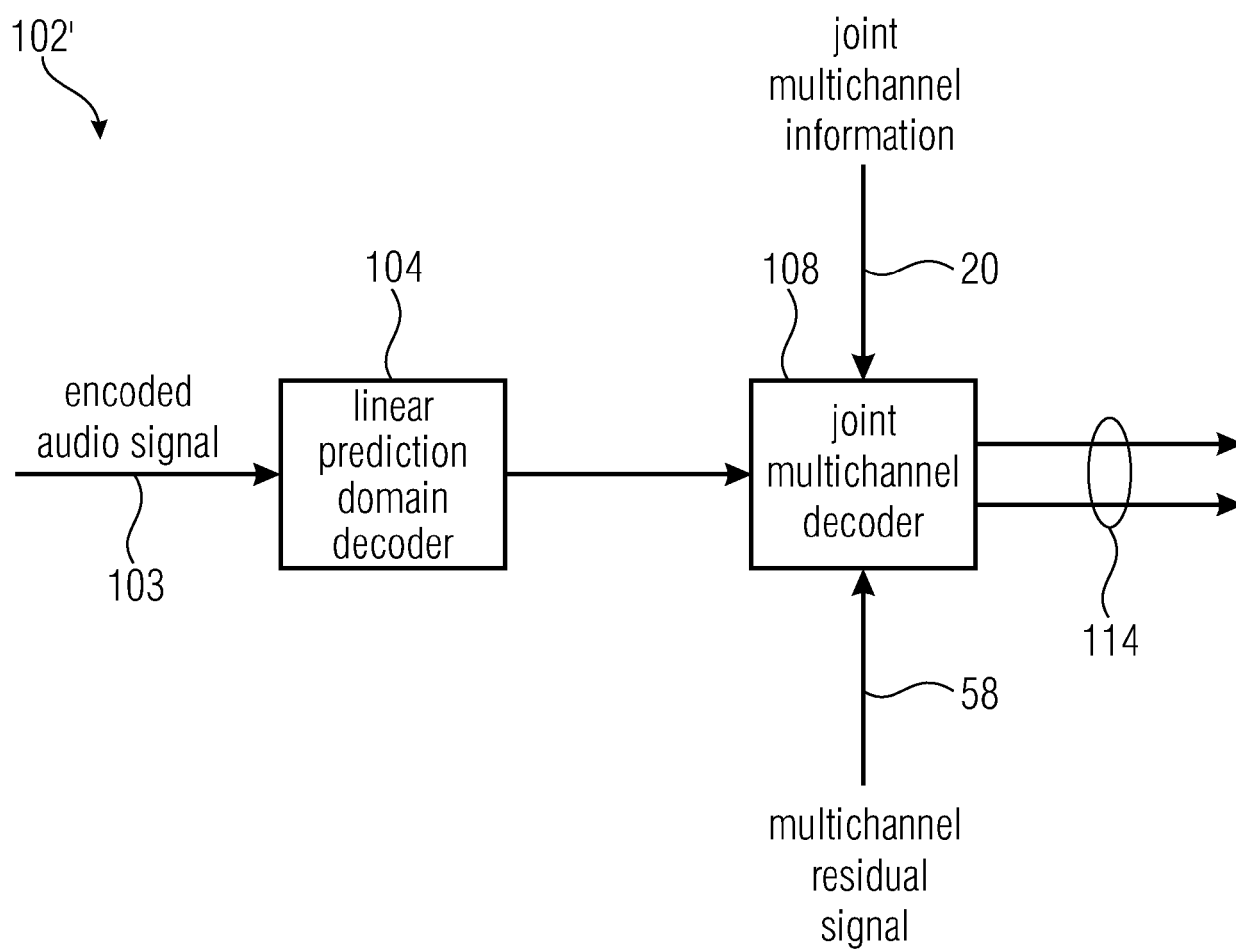 102'
joint
multichannel
information
104
108
20
encoded
audio signal
linear
prediction
domain
decoder
joint
multichannel
decoder
103
114
58
multichannel
residual
signal